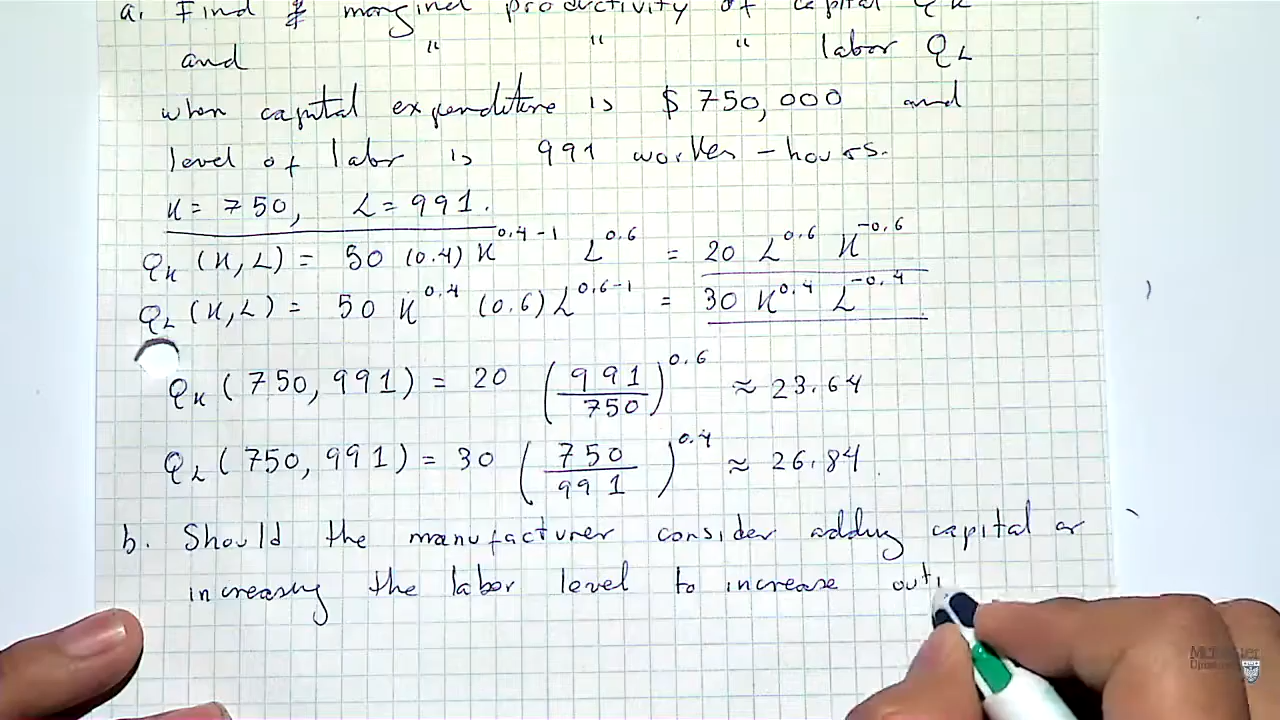 a. Find marginal productivity of capital Q_K
and " " " labor Q_L
when capital expenditure is $750,000 and
level of labor is 991 worker-hours.
K = 750, L = 991.
Q_K (K, L) = 50 (0.4) K^{0.4-1} L^{0.6} = 20 L^{0.6} K^{-0.6}
Q_L (K, L) = 50 K^{0.4} (0.6) L^{0.6-1} = 30 K^{0.4} L^{-0.4}
Q_K (750, 991) = 20 (991/750)^{0.6} ≈ 23.64
Q_L (750, 991) = 30 (750/991)^{0.4} ≈ 26.84
b. Should the manufacturer consider adding capital or
increasing the labor level to increase out